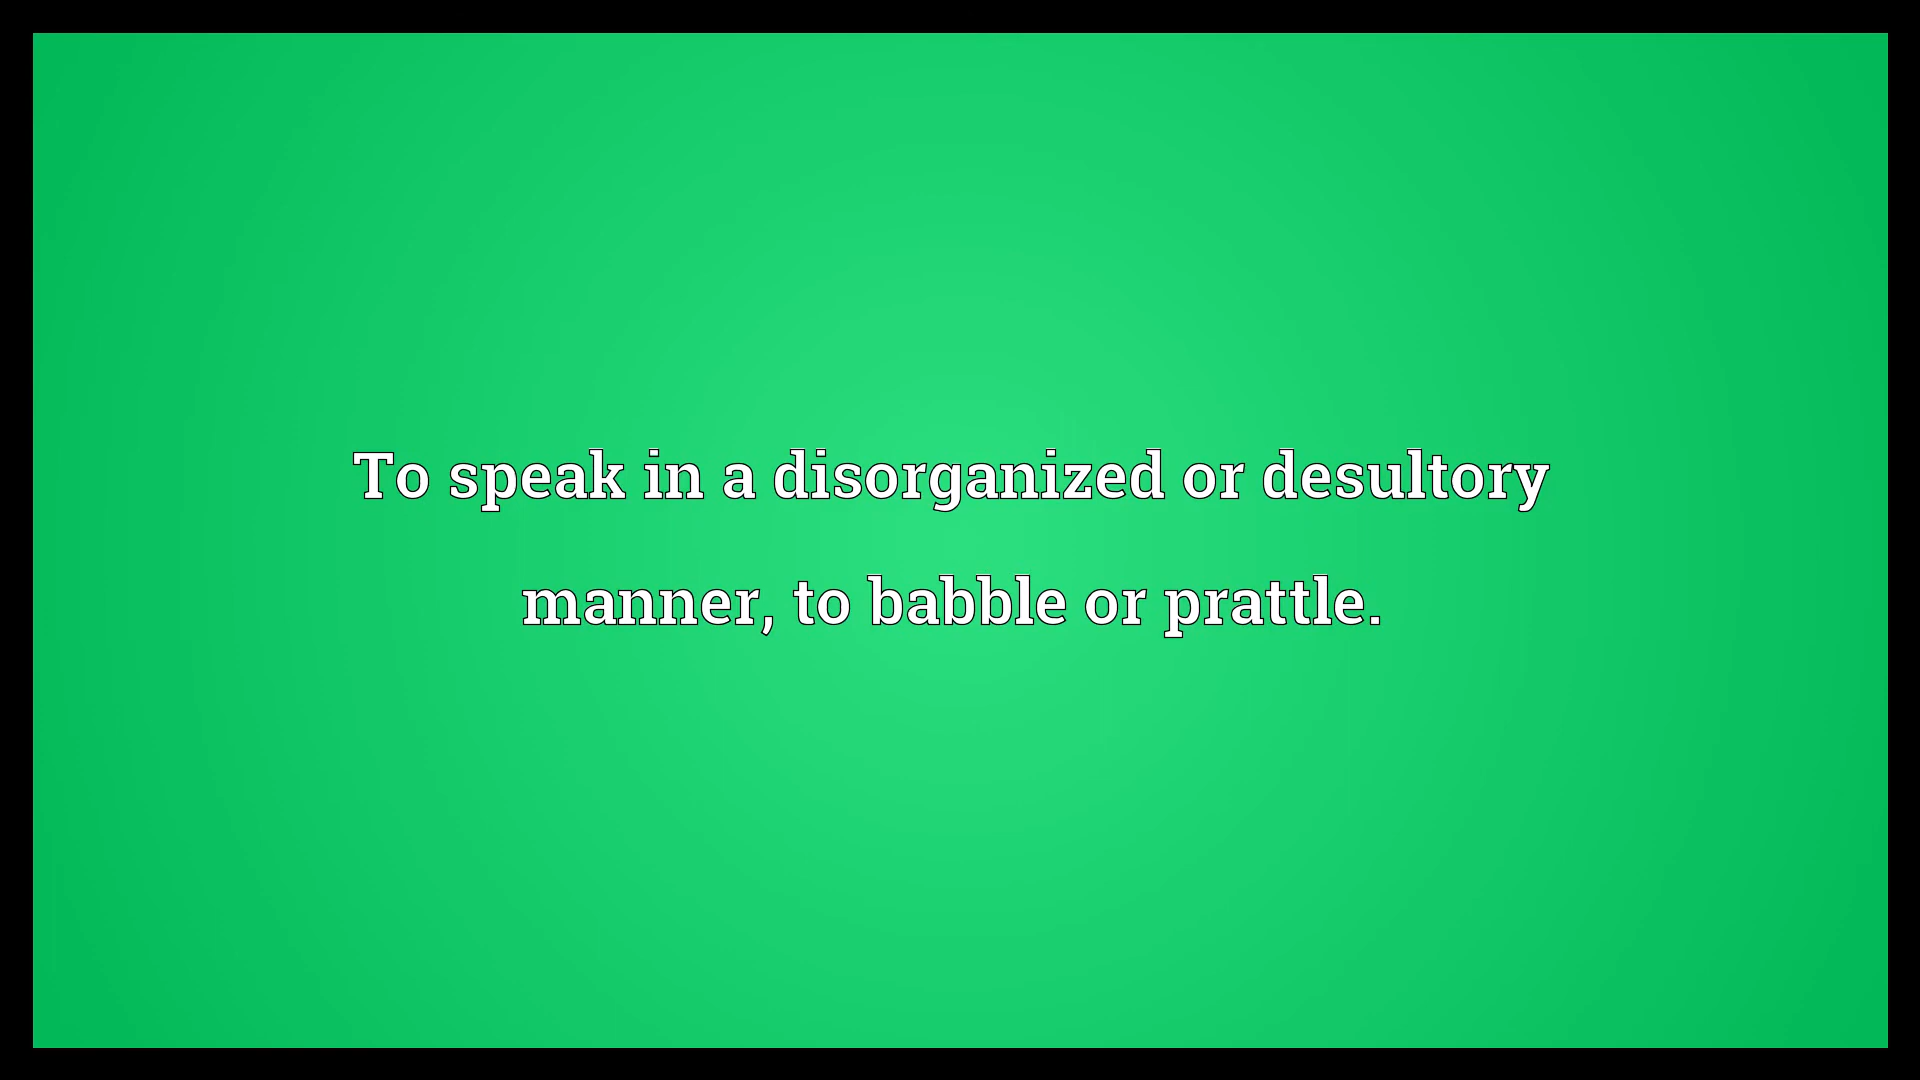 To speak in a disorganized or desultory
manner, to babble or prattle.